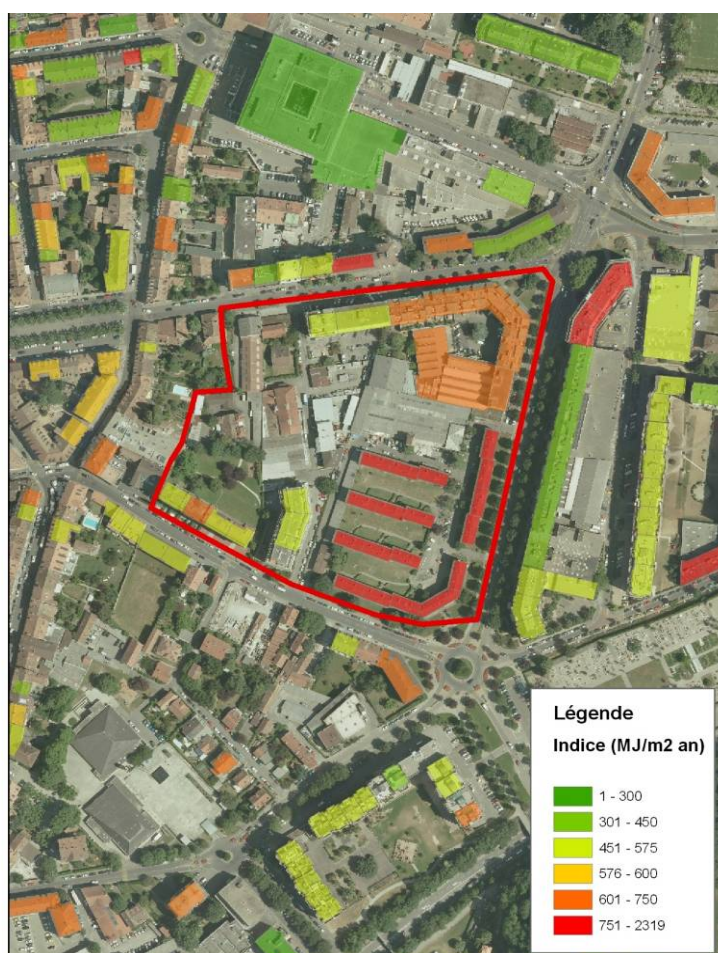 Légende
Indice (MJ/m2 an)
1 - 300
301 - 450
451 - 575
576 - 600
601 - 750
751 - 2319